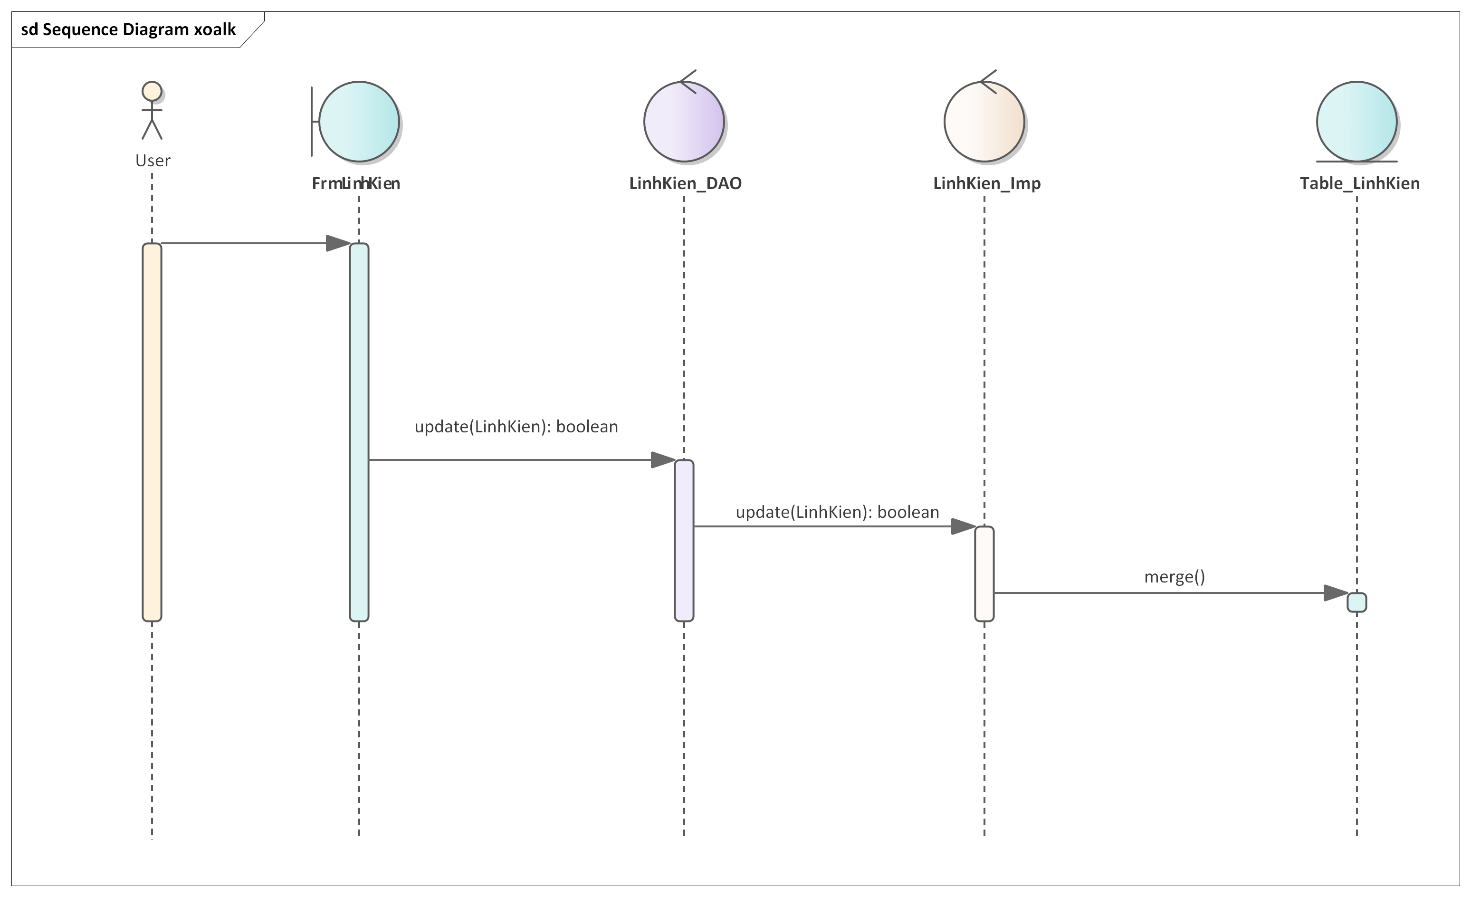 sd Sequence Diagram xoalk
User
FrmLinhKien
LinhKien_DAO
LinhKien_Imp
Table_LinhKien
update(LinhKien): boolean
update(LinhKien): boolean
merge()